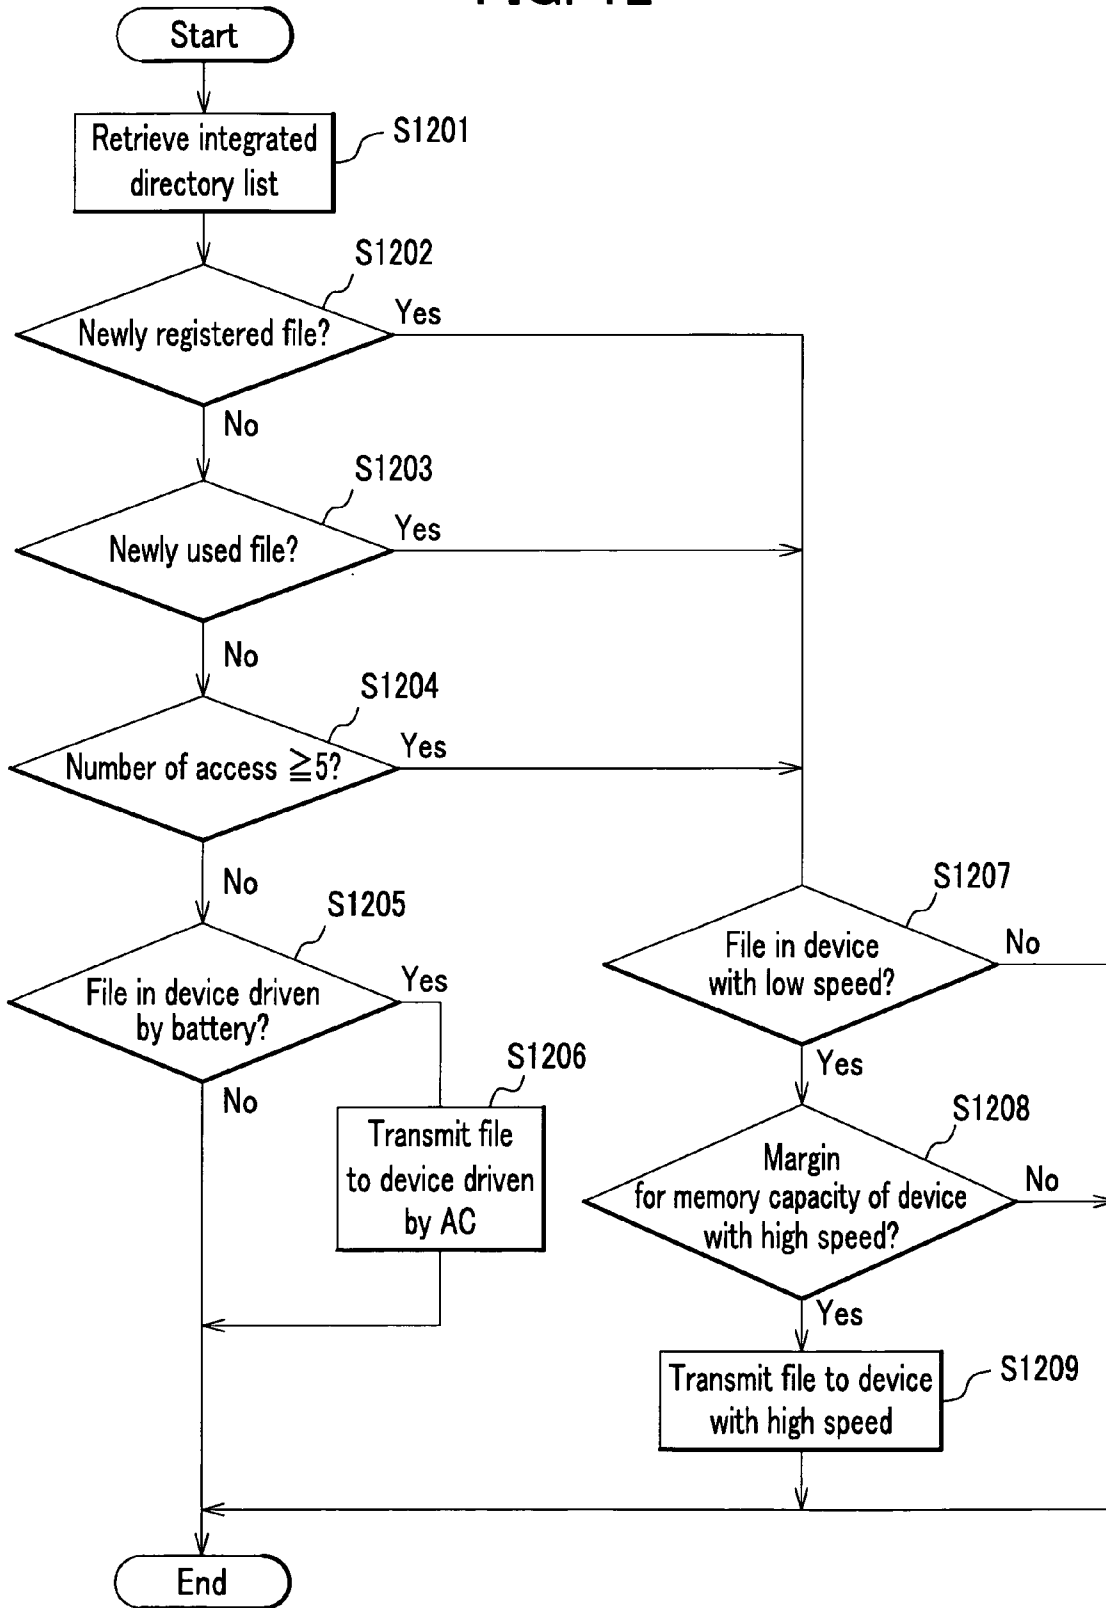 Start
Retrieve integrated
directory list
S1201
S1202
Newly registered file?
Yes
No
S1203
Newly used file?
Yes
No
S1204
Number of access ≧5?
Yes
No
S1205
File in device driven
by battery?
Yes
No
S1206
Transmit file
to device driven
by AC
S1207
File in device
with low speed?
No
Yes
S1208
Margin
for memory capacity of device
with high speed?
No
Yes
S1209
Transmit file to device
with high speed
End